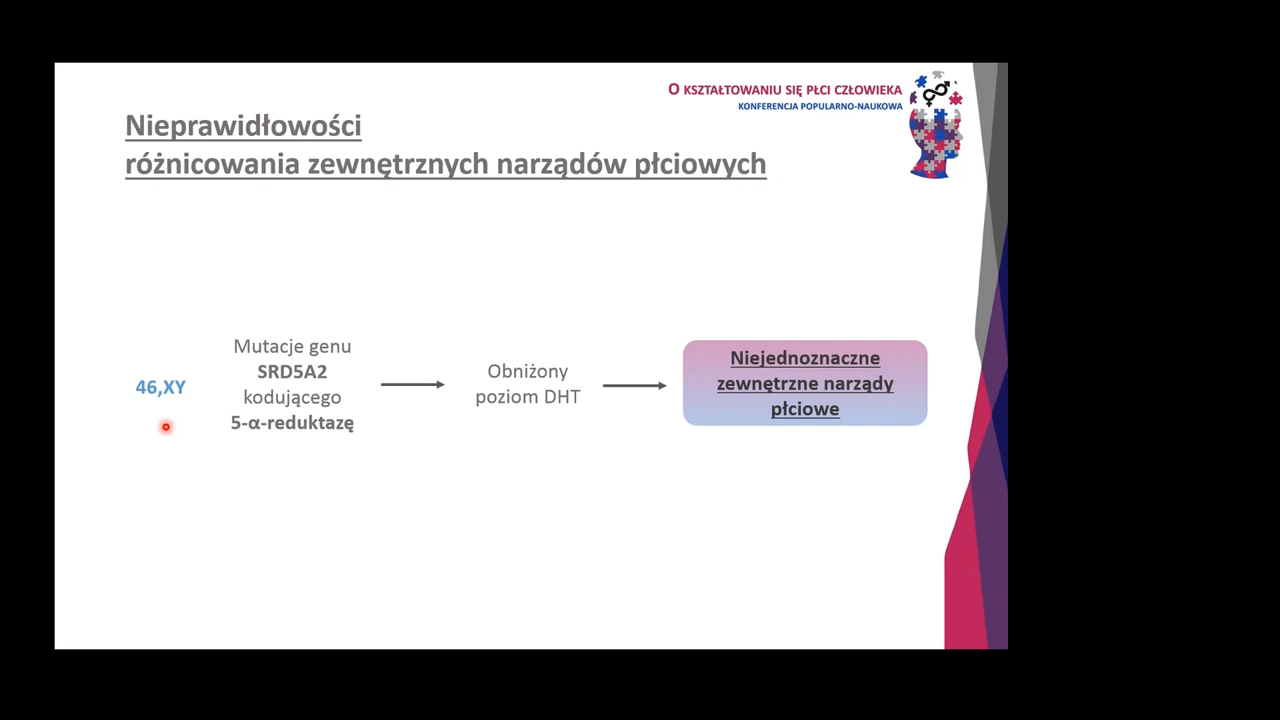 O KSZTAŁTOWANIU SIĘ PŁCI CZŁOWIEKA
KONFERENCJA POPULARNO-NAUKOWA
Nieprawidłowości
różnicowania zewnętrznych narządów płciowych
46,XY
Mutacje genu
SRD5A2
kodującego
5-α-reduktazę
Obniżony
poziom DHT
Niejednoznaczne
zewnętrzne narządy
płciowe